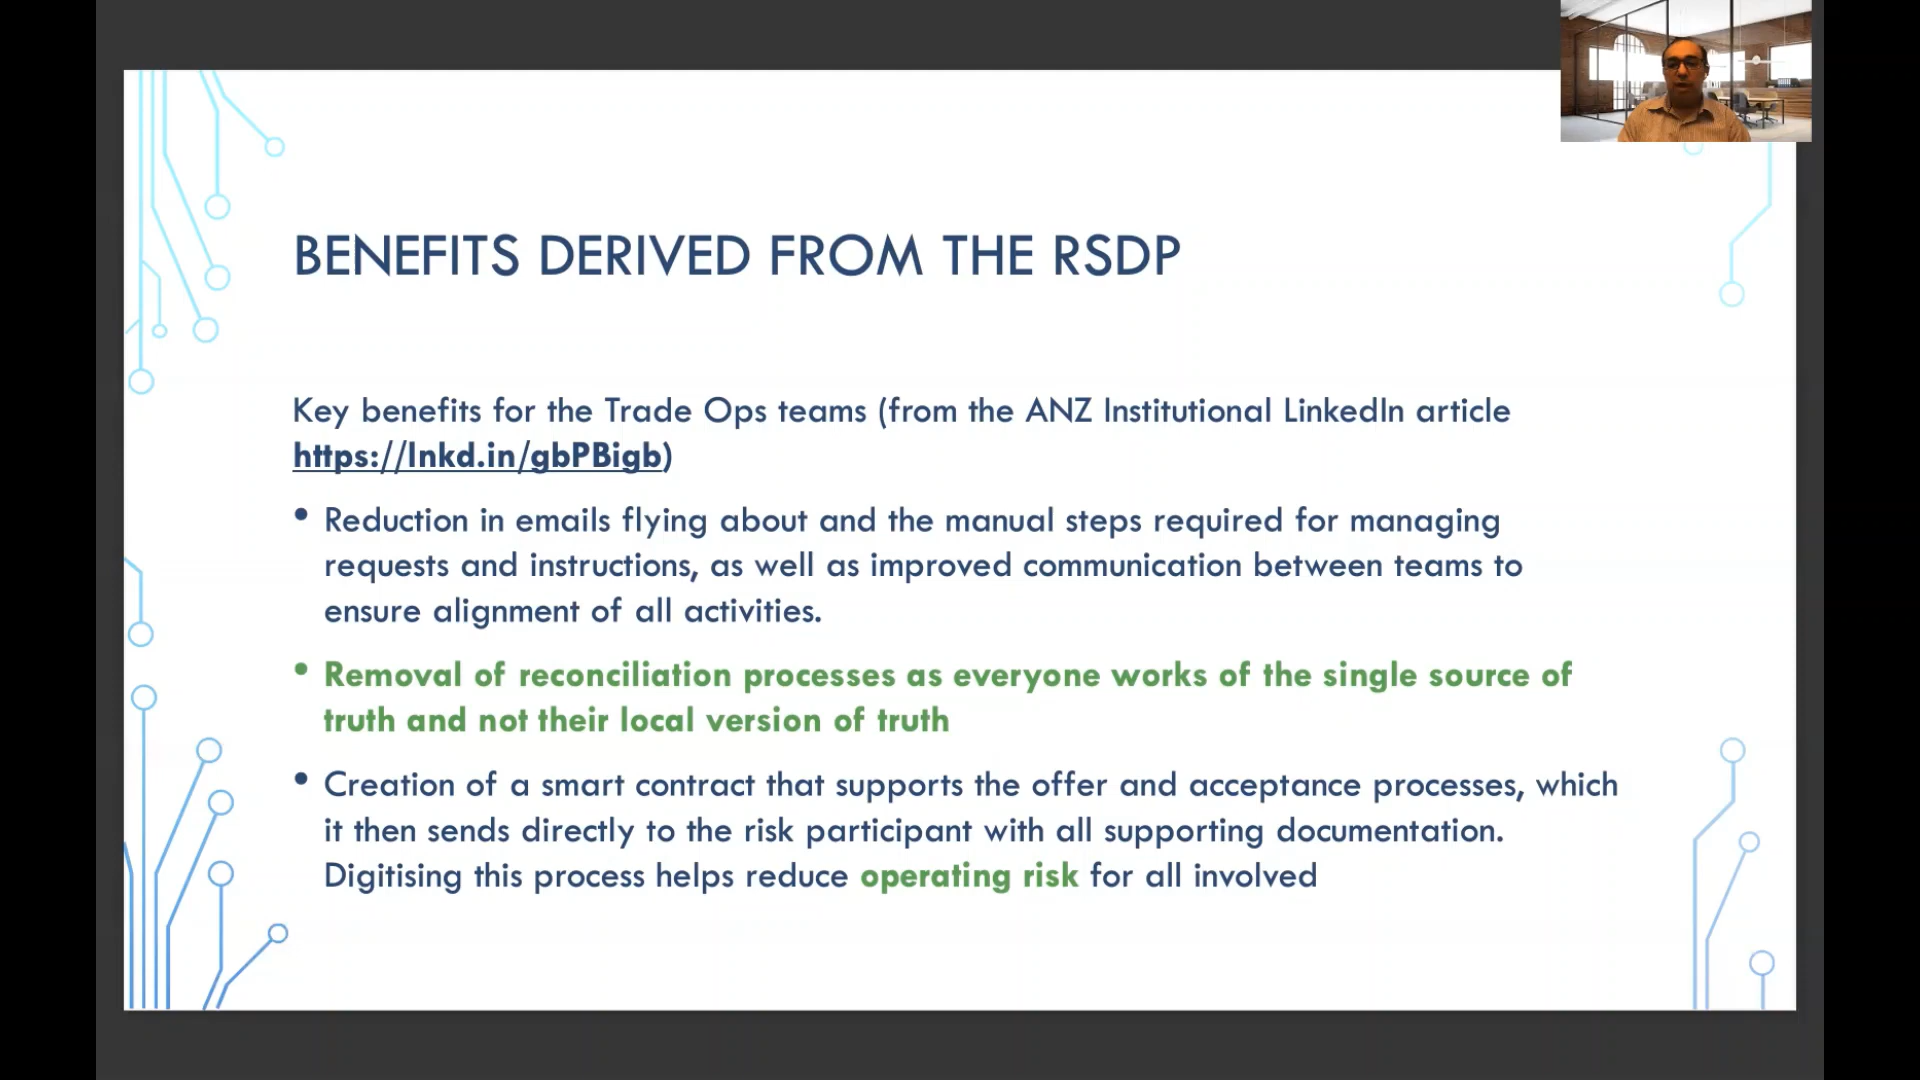 BENEFITS DERIVED FROM THE RSDP
Key benefits for the Trade Ops teams (from the ANZ Institutional LinkedIn article
https://lnkd.in/gbPBigb)
• Reduction in emails flying about and the manual steps required for managing
requests and instructions, as well as improved communication between teams to
ensure alignment of all activities.
• Removal of reconciliation processes as everyone works of the single source of
truth and not their local version of truth
• Creation of a smart contract that supports the offer and acceptance processes, which
it then sends directly to the risk participant with all supporting documentation.
Digitising this process helps reduce operating risk for all involved